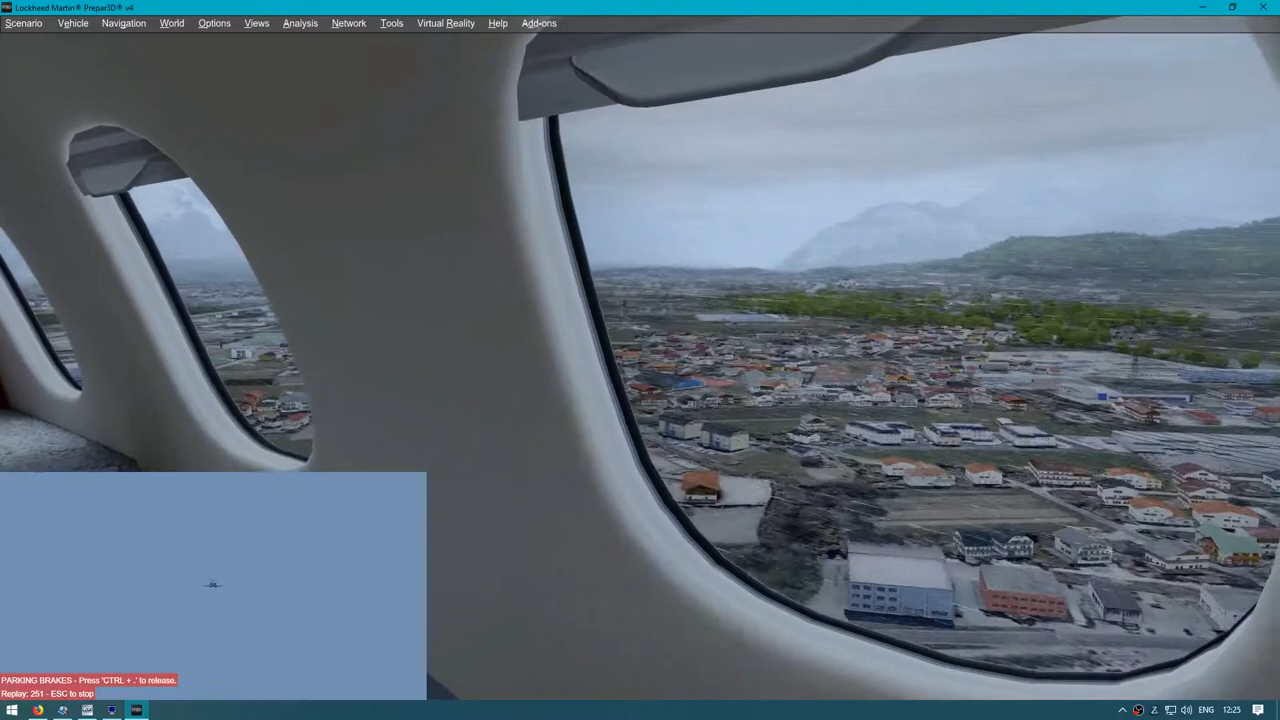 Lockheed Martin® Prepar3D® v4
Scenario Vehicle Navigation World Options Views Analysis Network Tools Virtual Reality Help Add-ons
PARKING BRAKES - Press 'CTRL + .' to release.
Replay: 251 - ESC to stop
ENG 12:25